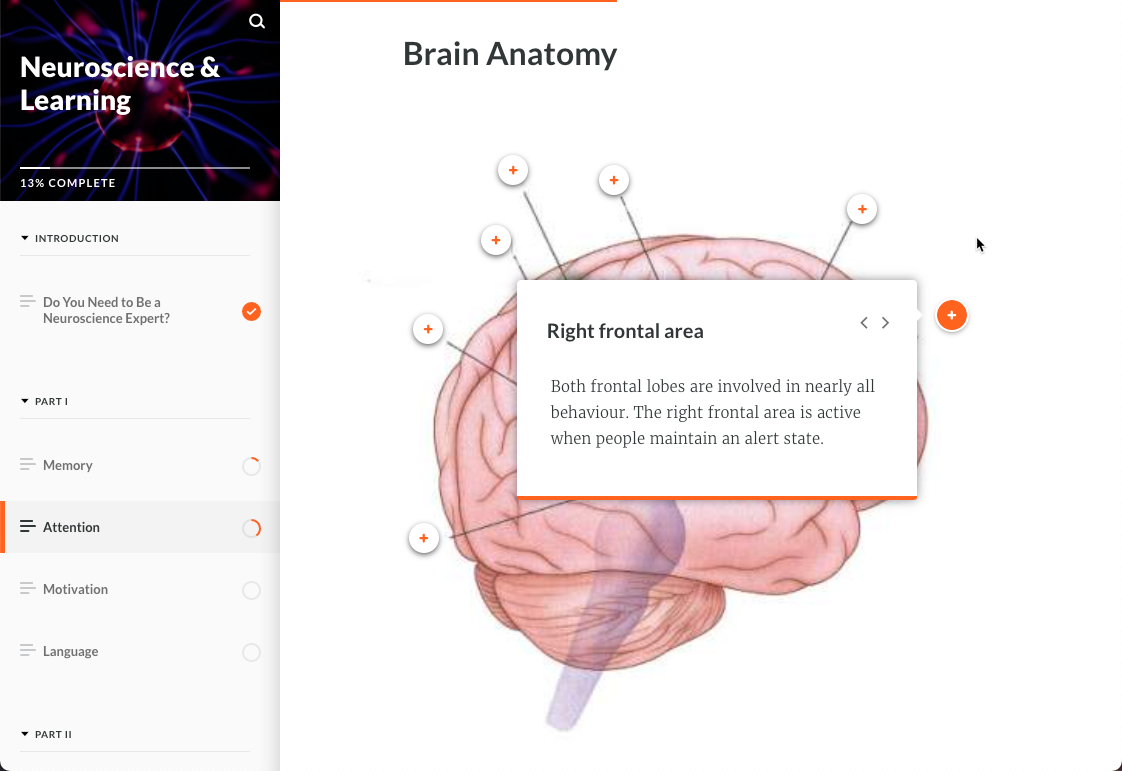 Neuroscience &
Learning
13% COMPLETE
INTRODUCTION
Do You Need to Be a
Neuroscience Expert?
PART I
Memory
Attention
Motivation
Language
PART II
Brain Anatomy
Right frontal area
Both frontal lobes are involved in nearly all
behaviour. The right frontal area is active
when people maintain an alert state.